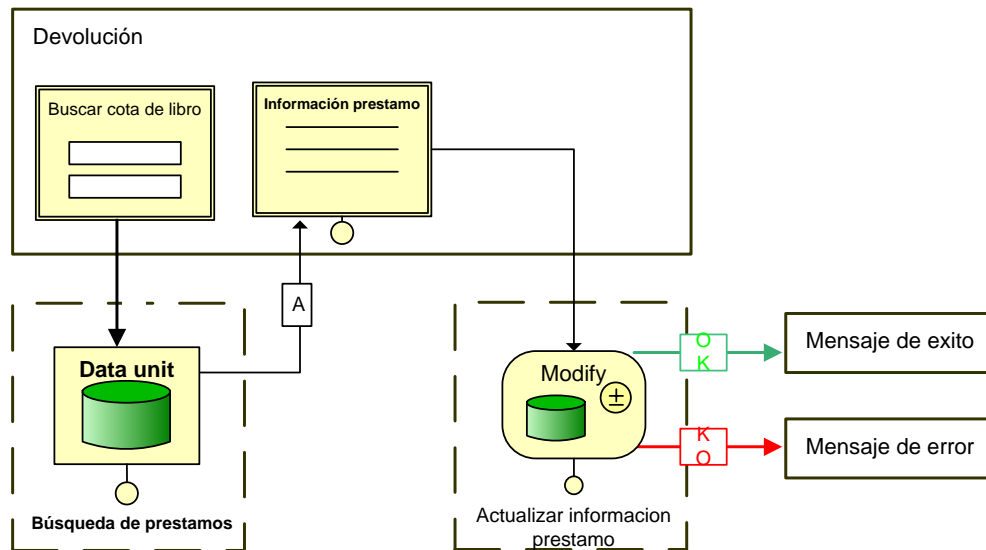 Devolución
Buscar cota de libro
Información prestamo
A
Data unit
Búsqueda de prestamos
Modify
±
Actualizar informacion
prestamo
O
K
Mensaje de exito
K
O
Mensaje de error